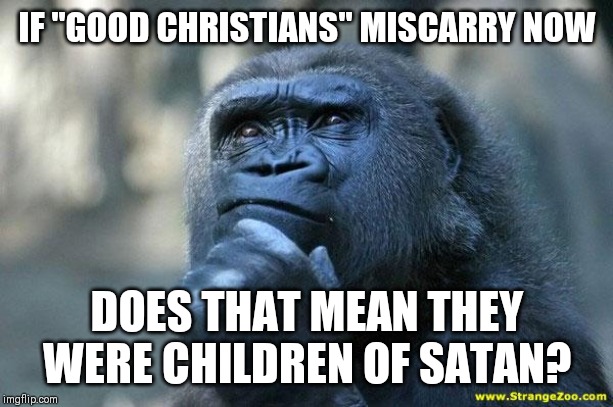 IF "GOOD CHRISTIANS" MISCARRY NOW
DOES THAT MEAN THEY
WERE CHILDREN OF SATAN?
imgflip.com
www.StrangeZoo.com